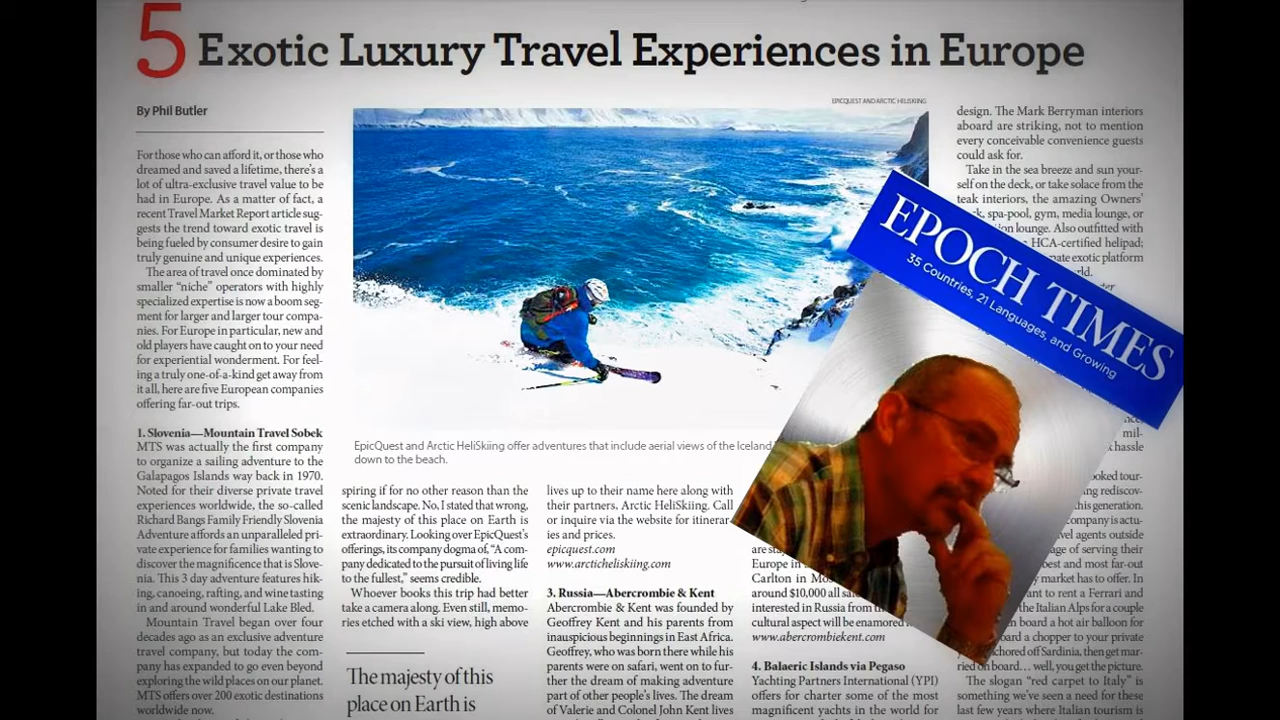 5 Exotic Luxury Travel Experiences in Europe
By Phil Butler
For those who can afford it, or those who
dreamed and saved a lifetime, there's a
lot of ultra-exclusive travel value to be
had in Europe. As a matter of fact, a
recent Travel Market Report article sug-
gests the trend toward exotic travel is
being fueled by consumer desire to gain
truly genuine and unique experiences.
The area of travel once dominated by
smaller “niche” operators with highly
specialized expertise is now a boom seg-
ment for larger and larger tour compa-
nies. For Europe in particular, new and
old players have caught on to your need
for experiential wonderment. For feel-
ing a truly one-of-a-kind get away from
it all, here are five European companies
offering far-out trips.
1. Slovenia—Mountain Travel Sobek
MTS was actually the first company
to organize a sailing adventure to the
Galapagos Islands way back in 1970.
Noted for their diverse private travel
experiences worldwide, the so-called
Richard Bangs Family Friendly Slovenia
Adventure affords an unparalleled pri-
vate experience for families wanting to
discover the magnificence that is Slove-
nia. This 3 day adventure features hik-
ing, canoeing, rafting, and wine tasting
in and around wonderful Lake Bled.
Mountain Travel began over four
decades ago as an exclusive adventure
travel company, but today the com-
pany has expanded to go even beyond
exploring the wild places on our planet.
MTS offers over 200 exotic destinations
worldwide now.
EPICQUEST AND ARCTIC HELISKIING
EpicQuest and Arctic HeliSkiing offer adventures that include aerial views of the Iceland
down to the beach.
spiring if for no other reason than the
scenic landscape. No, I stated that wrong,
the majesty of this place on Earth is
extraordinary. Looking over EpicQuest's
offerings, its company dogma of, “A com-
pany dedicated to the pursuit of living life
to the fullest,” seems credible.
Whoever books this trip had better
take a camera along. Even still, memo-
ries etched with a ski view, high above
The majesty of this
place on Earth is
lives up to their name here along with
their partners. Arctic HeliSkiing. Call
or inquire via the website for itinerar-
ies and prices.
epicquest.com
www.arcticheliskiing.com
3. Russia—Abercrombie & Kent
Abercrombie & Kent was founded by
Geoffrey Kent and his parents from
inauspicious beginnings in East Africa.
Geoffrey, who was born there while his
parents were on safari, went on to fur-
ther the dream of making adventure
part of other people's lives. The dream
of Valerie and Colonel John Kent lives
are
Europe in
Carlton in
around $10,000 all
interested in Russia from
cultural aspect will be enamored
www.abercrombiekent.com
4. Balaeric Islands via Pegaso
Yachting Partners International (YPI)
offers for charter some of the most
magnificent yachts in the world for
design. The Mark Berryman interiors
aboard are striking, not to mention
every conceivable convenience guests
could ask for.
Take in the sea breeze and sun your-
self on the deck, or take solace from the
teak interiors, the amazing Owners'
spa-pool, gym, media lounge, or
lounge. Also outfitted with
HCA-certified helipad;
exotic platform
EPOCH TIMES
35 Countries, 21 Languages, and Growing
mil-
tour-
rediscov-
this generation.
company is actu-
agents outside
age of serving their
best and most far-out
market has to offer. In
want to rent a Ferrari and
the Italian Alps for a couple
board a hot air balloon for
board a chopper to your private
anchored off Sardinia, then get mar-
ried on board… well, you get the picture.
The slogan “red carpet to Italy” is
something we've seen a need for these
last few years where Italian tourism is